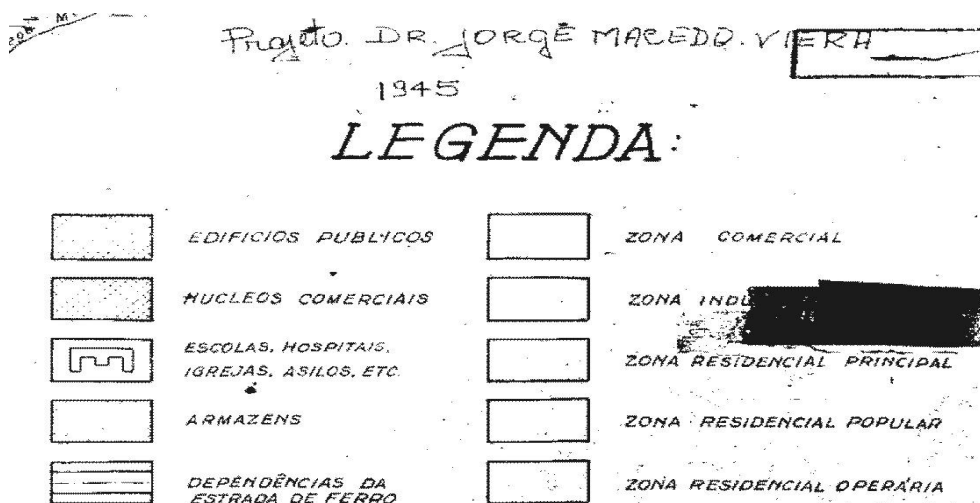 Projeto. DR. JORGE MACEDO. VIERA
1945
LEGENDA:
EDIFICIOS PUBLICOS
NUCLEOS COMERCIAIS
ESCOLAS, HOSPITAIS,
IGREJAS, ASILOS, ETC.
ARMAZENS
DEPENDÊNCIAS DA
ESTRADA DE FERRO
ZONA COMERCIAL
ZONA
ZONA RESIDENCIAL PRINCIPAL
ZONA RESIDENCIAL POPULAR
ZONA RESIDENCIAL OPERÁRIA